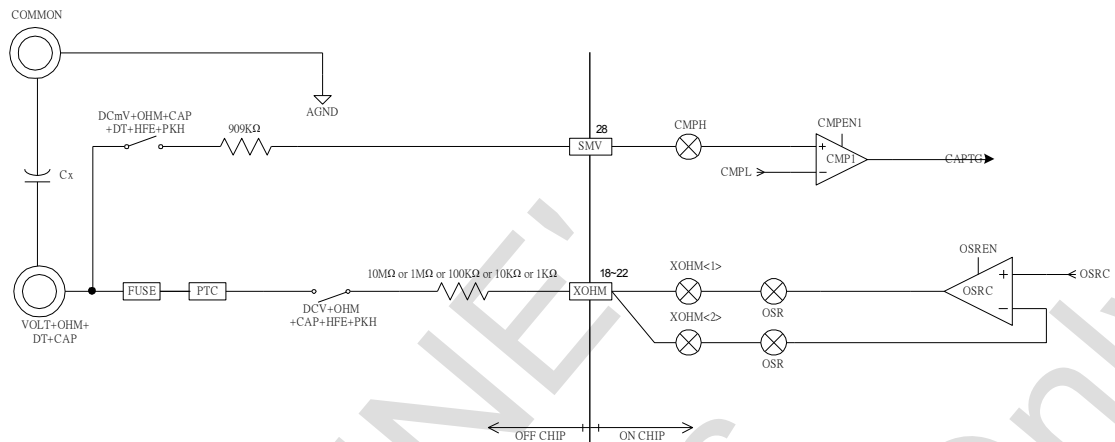 COMMON
AGND
DCmV+OHM+CAP
+DT+HFE+PKH
909KΩ
28
SMV
CMPH
CMPEN1
+
CMP1
−
CMPL
CAPTG
Cx
FUSE
PTC
VOLT+OHM+
DT+CAP
DCV+OHM
+CAP+HFE+PKH
10MΩ or 1MΩ or 100KΩ or 10KΩ or 1KΩ
18~22
XOHM
XOHM<1>
OSR
XOHM<2>
OSR
OSREN
+
OSRC
−
OSRC
OFF CHIP
ON CHIP